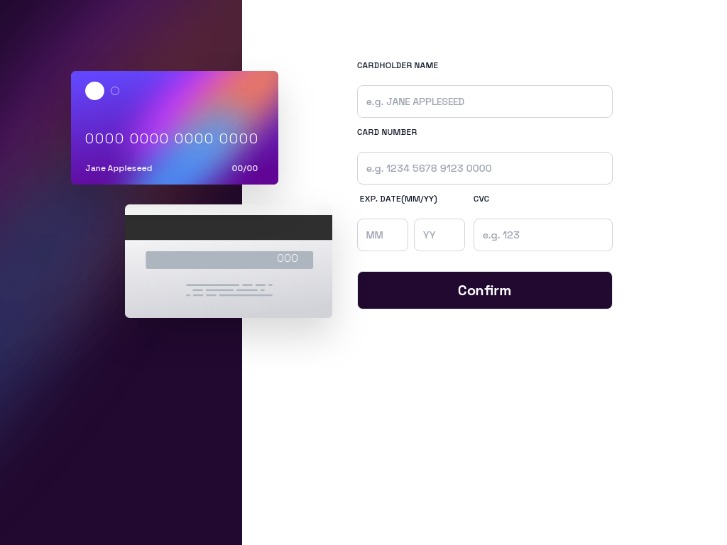 0000 0000 0000 0000
Jane Appleseed 00/00
000
CARDHOLDER NAME
e.g. JANE APPLESEED
CARD NUMBER
e.g. 1234 5678 9123 0000
EXP. DATE(MM/YY) CVC
MM YY e.g. 123
Confirm